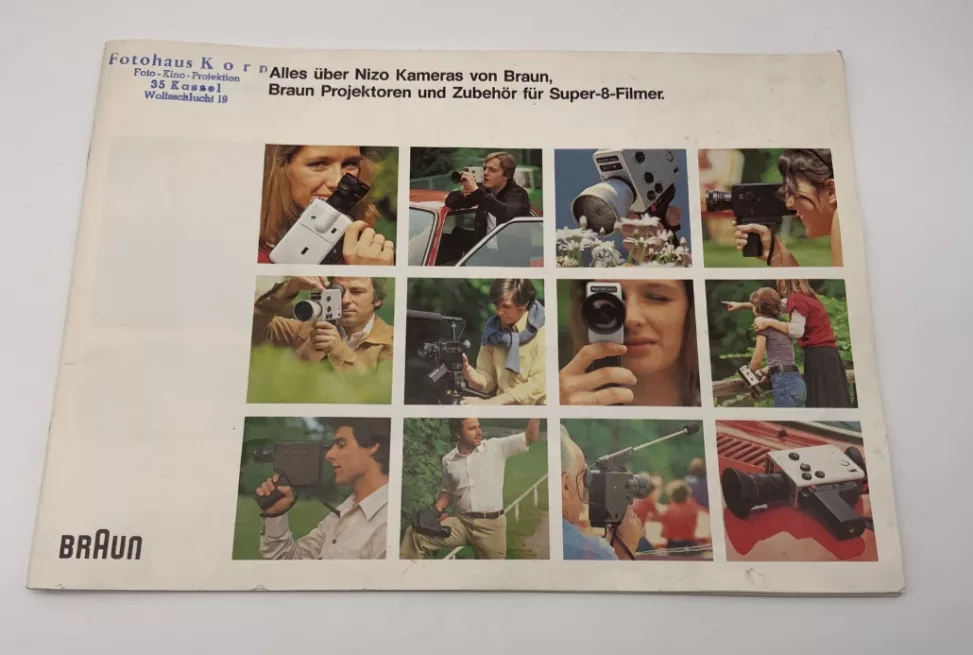 Fotohaus Korn
Foto-Kino-Projektion
35 Kassel
Wolfsschlucht 19
Alles über Nizo Kameras von Braun,
Braun Projektoren und Zubehör für Super-8-Filmer.
BRAUN